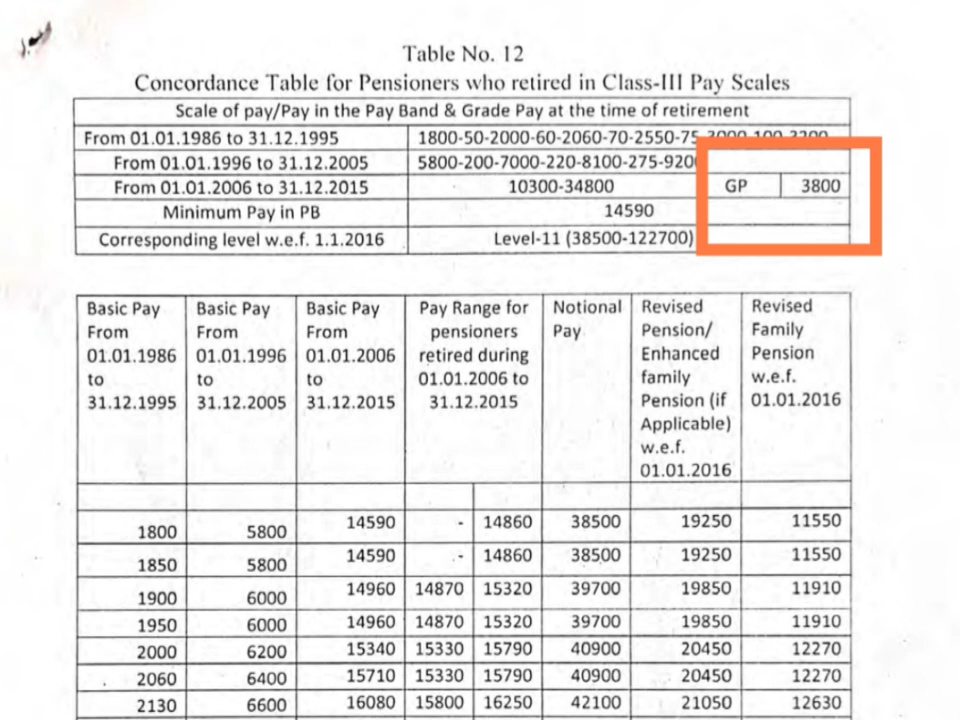 Table No. 12
Concordance Table for Pensioners who retired in Class-III Pay Scales
Scale of pay/Pay in the Pay Band & Grade Pay at the time of retirement
From 01.01.1986 to 31.12.1995 1800-50-2000-60-2060-70-2550-75-3000-100-3200
From 01.01.1996 to 31.12.2005 5800-200-7000-220-8100-275-920
From 01.01.2006 to 31.12.2015 10300-34800 GP 3800
Minimum Pay in PB 14590
Corresponding level w.e.f. 1.1.2016 Level-11 (38500-122700)
Basic Pay Basic Pay Basic Pay Pay Range for Notional Revised Revised
From From From pensioners Pay Pension/ Family
01.01.1986 01.01.1996 01.01.2006 retired during Enhanced Pension
to to to 01.01.2006 to family w.e.f.
31.12.1995 31.12.2005 31.12.2015 31.12.2015 Pension (if 01.01.2016
Applicable)
w.e.f.
01.01.2016
1800 5800 14590 - 14860 38500 19250 11550
1850 5800 14590 - 14860 38500 19250 11550
1900 6000 14960 14870 15320 39700 19850 11910
1950 6000 14960 14870 15320 39700 19850 11910
2000 6200 15340 15330 15790 40900 20450 12270
2060 6400 15710 15330 15790 40900 20450 12270
2130 6600 16080 15800 16250 42100 21050 12630